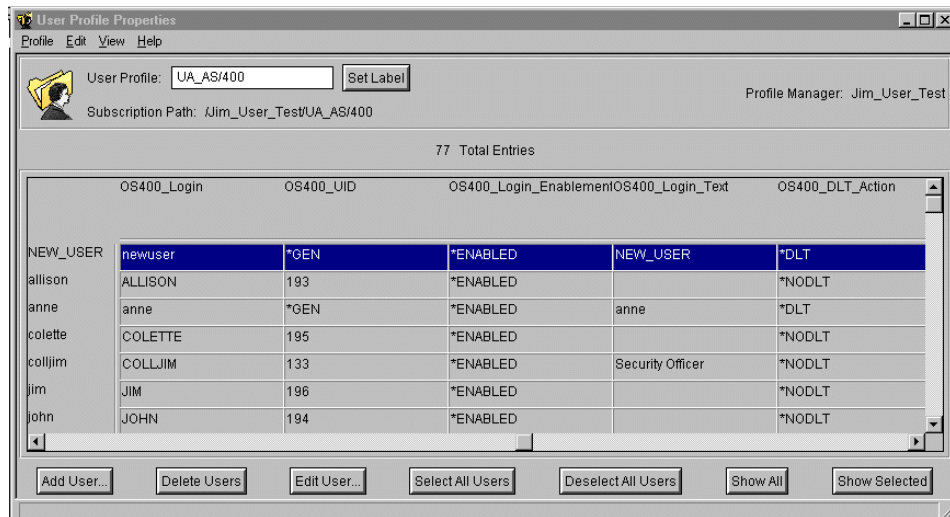 User Profile Properties
Profile Edit View Help
User Profile: UA_AS/400 Set Label
Profile Manager: Jim_User_Test
Subscription Path: /Jim_User_Test/UA_AS/400
77 Total Entries
OS400_Login OS400_UID OS400_Login_Enablement OS400_Login_Text OS400_DLT_Action
NEW_USER newuser *GEN *ENABLED NEW_USER *DLT
allison ALLISON 193 *ENABLED *NODLT
anne anne *GEN *ENABLED anne *DLT
colette COLETTE 195 *ENABLED *NODLT
colljim COLLJIM 133 *ENABLED Security Officer *NODLT
jim JIM 196 *ENABLED *NODLT
john JOHN 194 *ENABLED *NODLT
Add User... Delete Users Edit User... Select All Users Deselect All Users Show All Show Selected